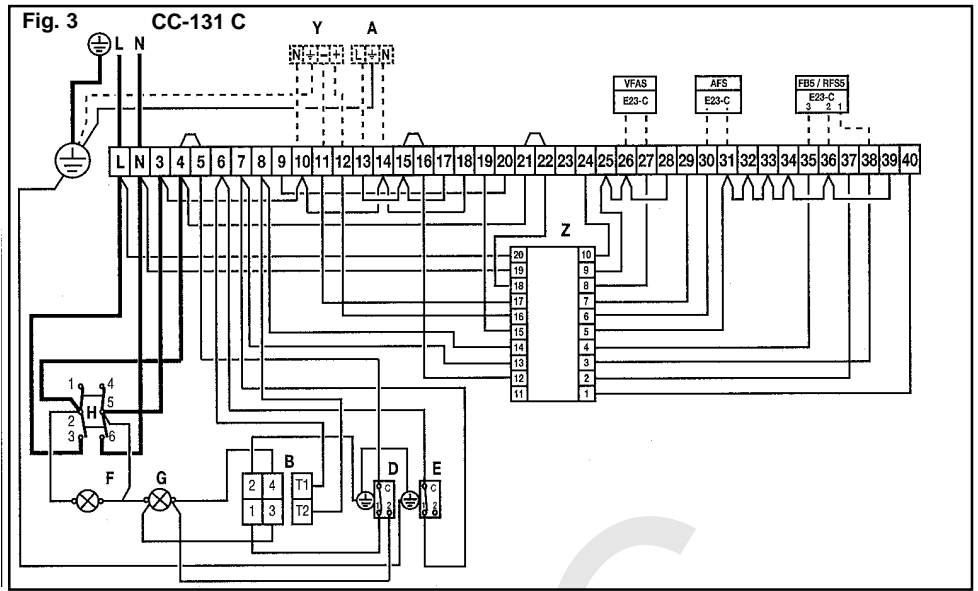 Fig. 3 CC-131 C
L N
Y A
N - + L N
VFAS AFS FB5 / RFS5
E23-C E23-C E23-C
3 2 1
L N 3 4 5 6 7 8 9 10 11 12 13 14 15 16 17 18 19 20 21 22 23 24 25 26 27 28 29 30 31 32 33 34 35 36 37 38 39 40
Z
20 10
19 9
18 8
17 7
16 6
15 5
14 4
13 3
12 2
11 1
1 4
2 H 5
3 6
F G B D E
2 4 T1 C C
1 3 T2 1 2 1 2